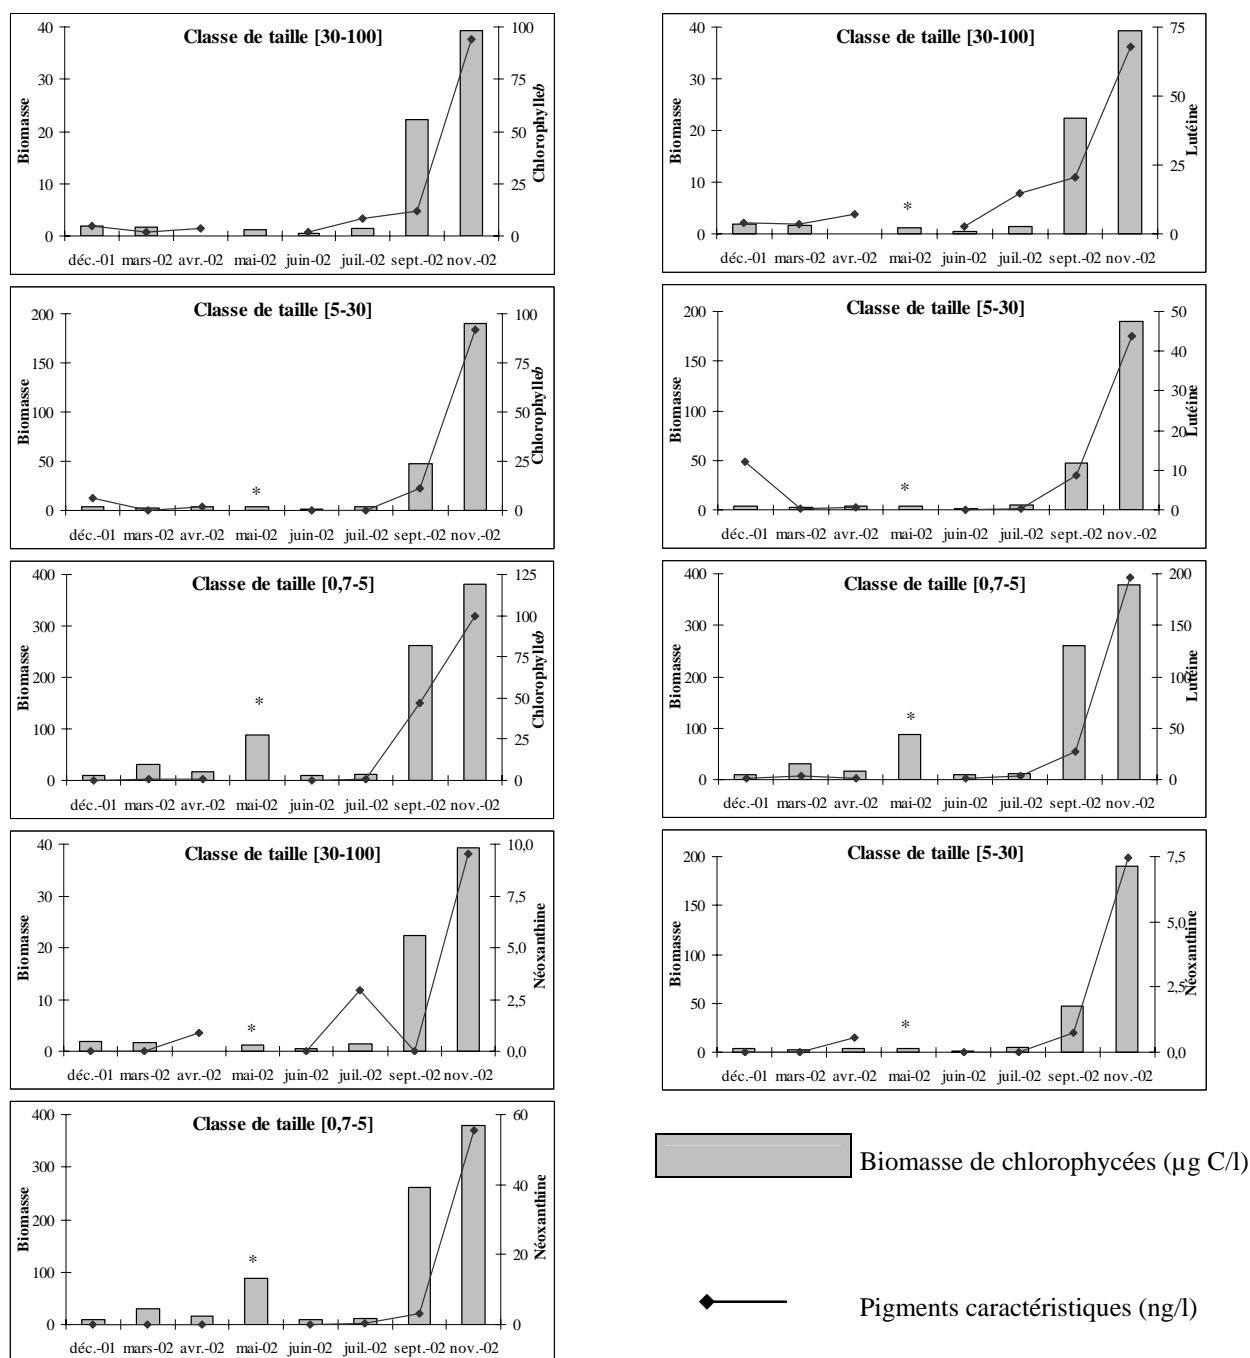 Classe de taille [30-100]
Biomasse
40
30
20
10
0
100
75
50
25
0
Chlorophylle b
déc.-01 mars-02 avr.-02 mai-02 juin-02 juil.-02 sept.-02 nov.-02
Classe de taille [30-100]
Biomasse
40
30
20
10
0
75
50
25
0
Lutéine
*
déc.-01 mars-02 avr.-02 mai-02 juin-02 juil.-02 sept.-02 nov.-02
Classe de taille [5-30]
Biomasse
200
150
100
50
0
100
75
50
25
0
Chlorophylle b
*
déc.-01 mars-02 avr.-02 mai-02 juin-02 juil.-02 sept.-02 nov.-02
Classe de taille [5-30]
Biomasse
200
150
100
50
0
50
40
30
20
10
0
Lutéine
*
déc.-01 mars-02 avr.-02 mai-02 juin-02 juil.-02 sept.-02 nov.-02
Classe de taille [0,7-5]
Biomasse
400
300
200
100
0
125
100
75
50
25
0
Chlorophylle b
*
déc.-01 mars-02 avr.-02 mai-02 juin-02 juil.-02 sept.-02 nov.-02
Classe de taille [0,7-5]
Biomasse
400
300
200
100
0
200
150
100
50
0
Lutéine
*
déc.-01 mars-02 avr.-02 mai-02 juin-02 juil.-02 sept.-02 nov.-02
Classe de taille [30-100]
Biomasse
40
30
20
10
0
10,0
7,5
5,0
2,5
0,0
Néoxanthine
*
déc.-01 mars-02 avr.-02 mai-02 juin-02 juil.-02 sept.-02 nov.-02
Classe de taille [5-30]
Biomasse
200
150
100
50
0
7,5
5,0
2,5
0,0
Néoxanthine
*
déc.-01 mars-02 avr.-02 mai-02 juin-02 juil.-02 sept.-02 nov.-02
Classe de taille [0,7-5]
Biomasse
400
300
200
100
0
60
40
20
0
Néoxanthine
*
déc.-01 mars-02 avr.-02 mai-02 juin-02 juil.-02 sept.-02 nov.-02
Biomasse de chlorophycées (µg C/l)
Pigments caractéristiques (ng/l)